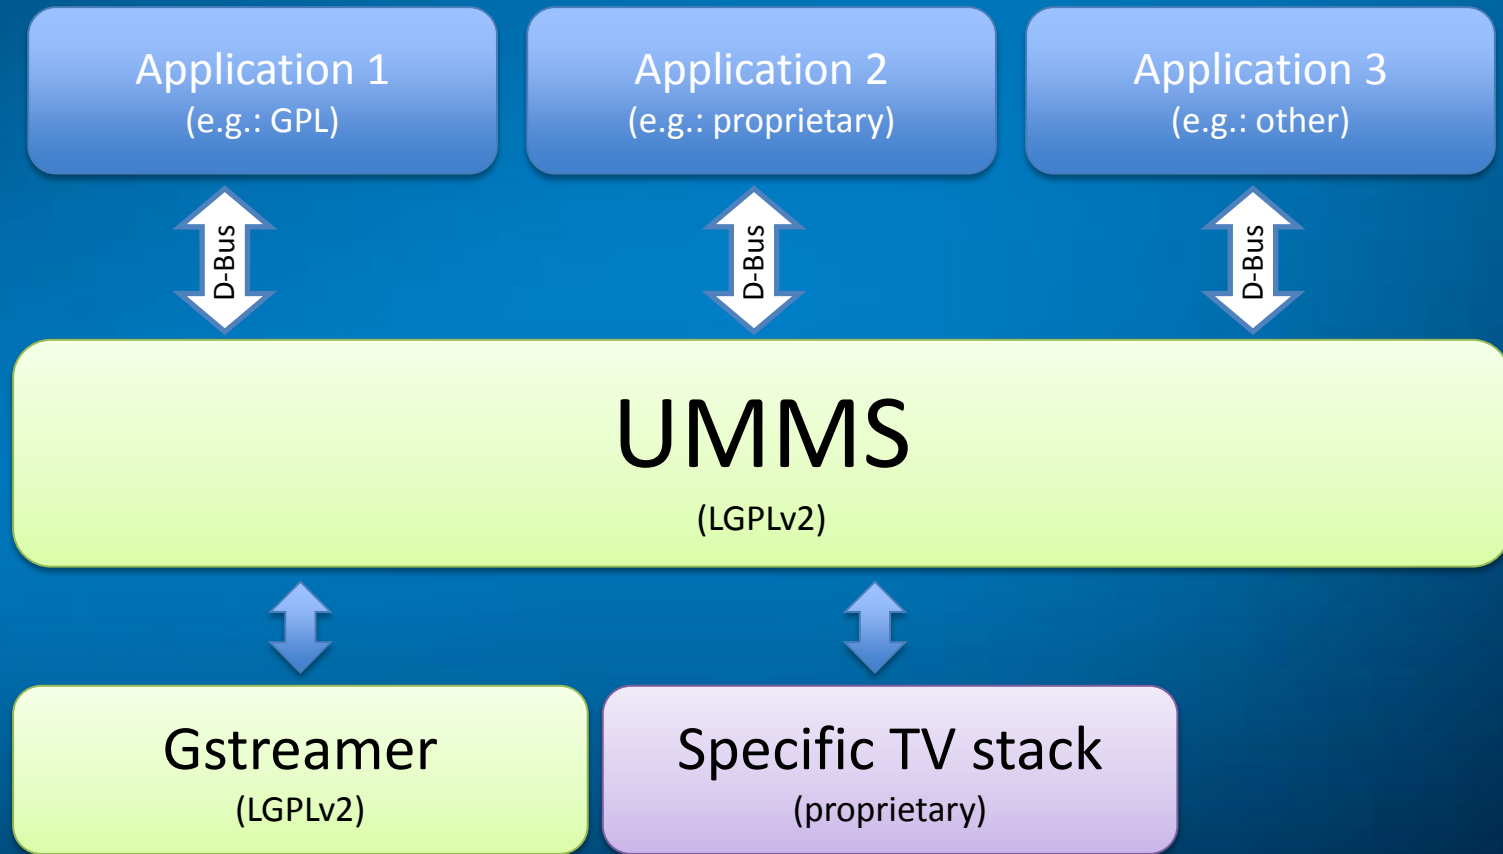 Application 1
(e.g.: GPL)
Application 2
(e.g.: proprietary)
Application 3
(e.g.: other)
D-Bus
D-Bus
D-Bus
UMMS
(LGPLv2)
Gstreamer
(LGPLv2)
Specific TV stack
(proprietary)